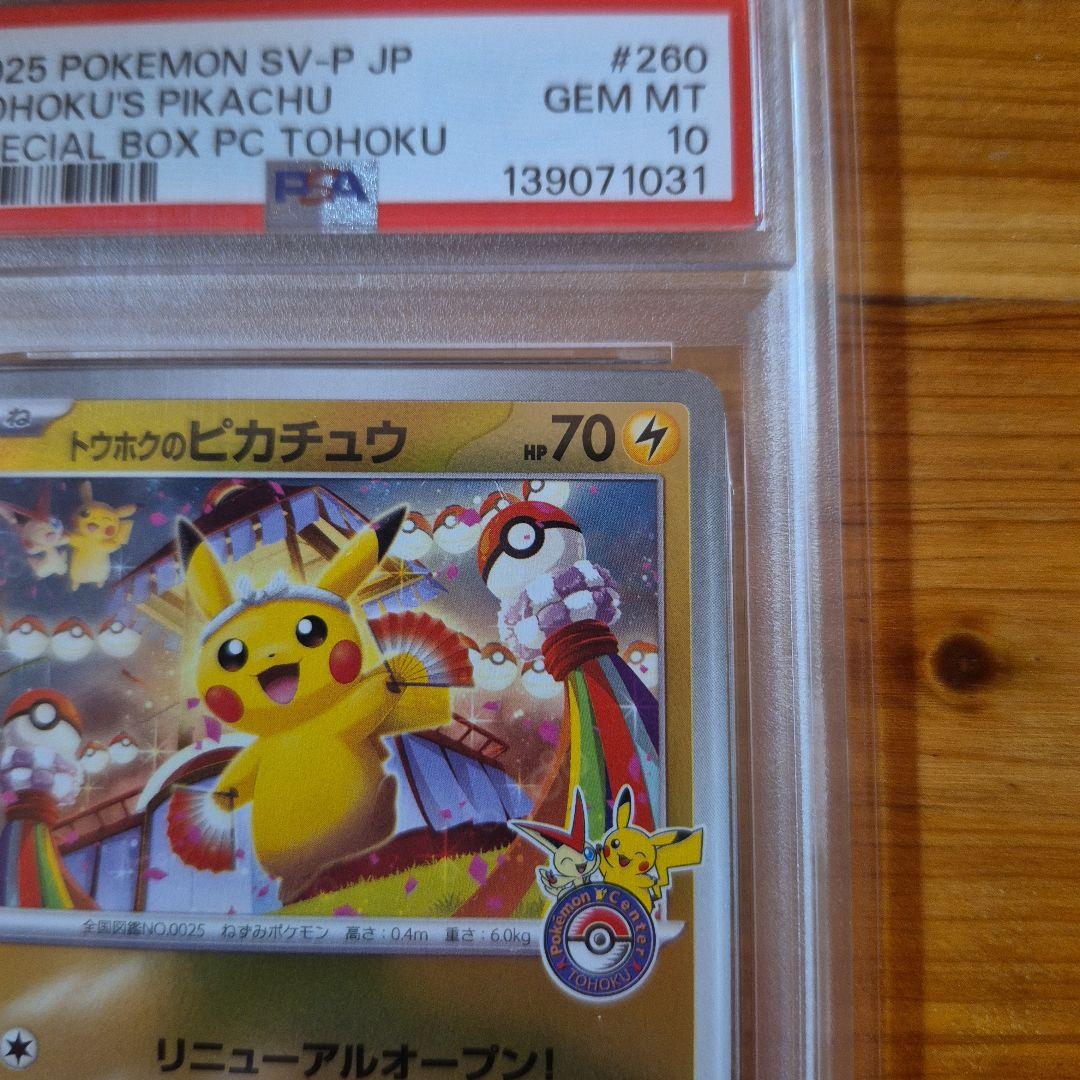 025 POKEMON SV-P JP #260
OHOKU'S PIKACHU GEM MT
ECIAL BOX PC TOHOKU 10
PSA 139071031
ね
トウホクのピカチュウ HP 70
全国図鑑NO.0025 ねずみポケモン 高さ:0.4m 重さ:6.0kg
Pokémon Center
TOHOKU
リニューアルオープン!